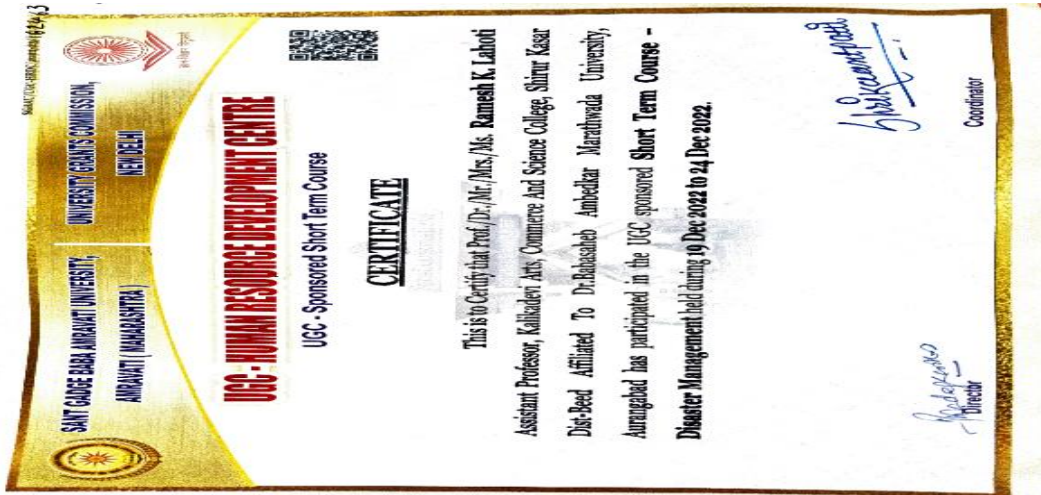 SANT GADGE BABA AMRAVATI UNIVERSITY,
AMRAVATI ( MAHARASHTRA )
UNIVERSITY GRANTS COMMISSION,
NEW DELHI
UGC - HUMAN RESOURCE DEVELOPMENT CENTRE
UGC - Sponsored Short Term Course
CERTIFICATE
This is to Certify that Prof./Dr./Mr./Mrs./Ms. Ramesh K. Lahoti
Assistant Professor, Kalikadevi Arts, Commerce And Science College, Shirur Kasar
Dist-Beed Affiliated To Dr.Babasaheb Ambedkar Marathwada University,
Aurangabad has participated in the UGC sponsored Short Term Course –
Disaster Management held during 19 Dec 2022 to 24 Dec 2022.
Director
Coordinator